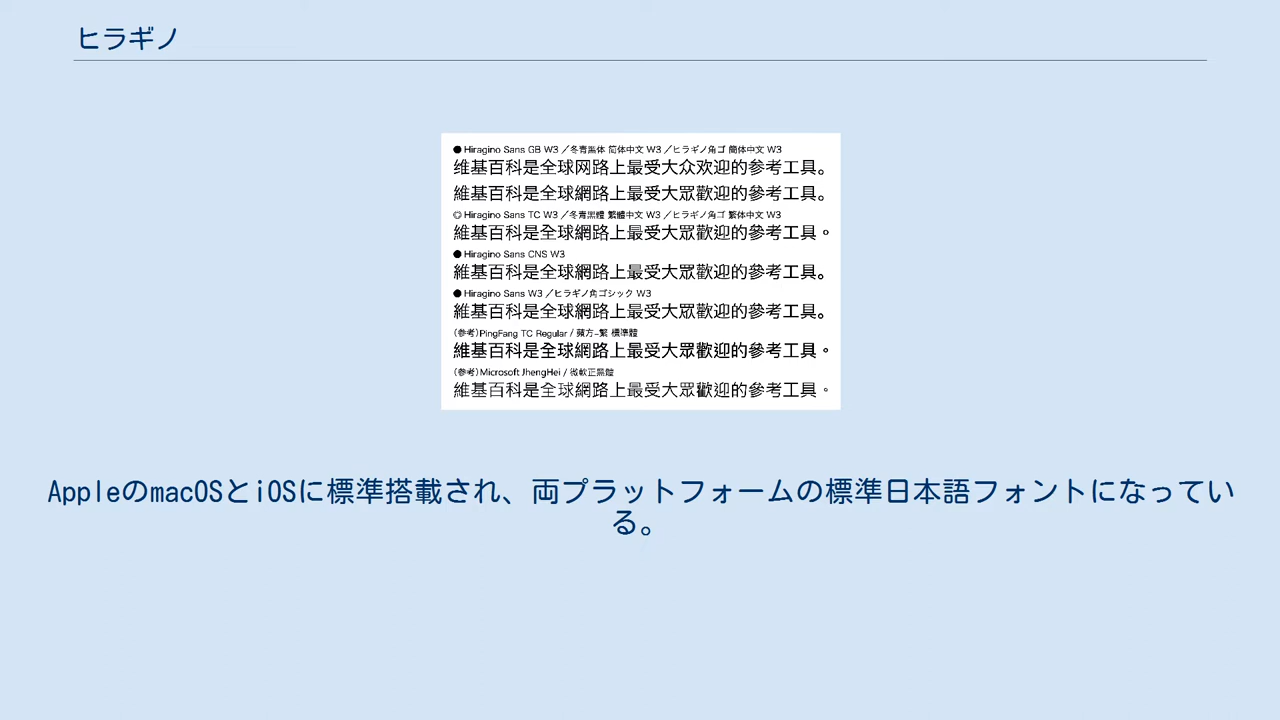 ヒラギノ
● Hiragino Sans GB W3 ／冬青黑体 简体中文 W3 ／ヒラギノ角ゴ 簡体中文 W3
维基百科是全球网路上最受大众欢迎的参考工具。
維基百科是全球網路上最受大眾歡迎的參考工具。
◎ Hiragino Sans TC W3 ／冬青黑體 繁體中文 W3 ／ヒラギノ角ゴ 繁体中文 W3
維基百科是全球網路上最受大眾歡迎的參考工具。
● Hiragino Sans CNS W3
維基百科是全球網路上最受大眾歡迎的參考工具。
● Hiragino Sans W3 ／ヒラギノ角ゴシック W3
維基百科是全球網路上最受大眾歡迎的參考工具。
(参考)PingFang TC Regular / 蘋方-繁 標準體
維基百科是全球網路上最受大眾歡迎的參考工具。
(参考)Microsoft JhengHei / 微軟正黑體
維基百科是全球網路上最受大眾歡迎的參考工具。
AppleのmacOSとiOSに標準搭載され、両プラットフォームの標準日本語フォントになってい
る。